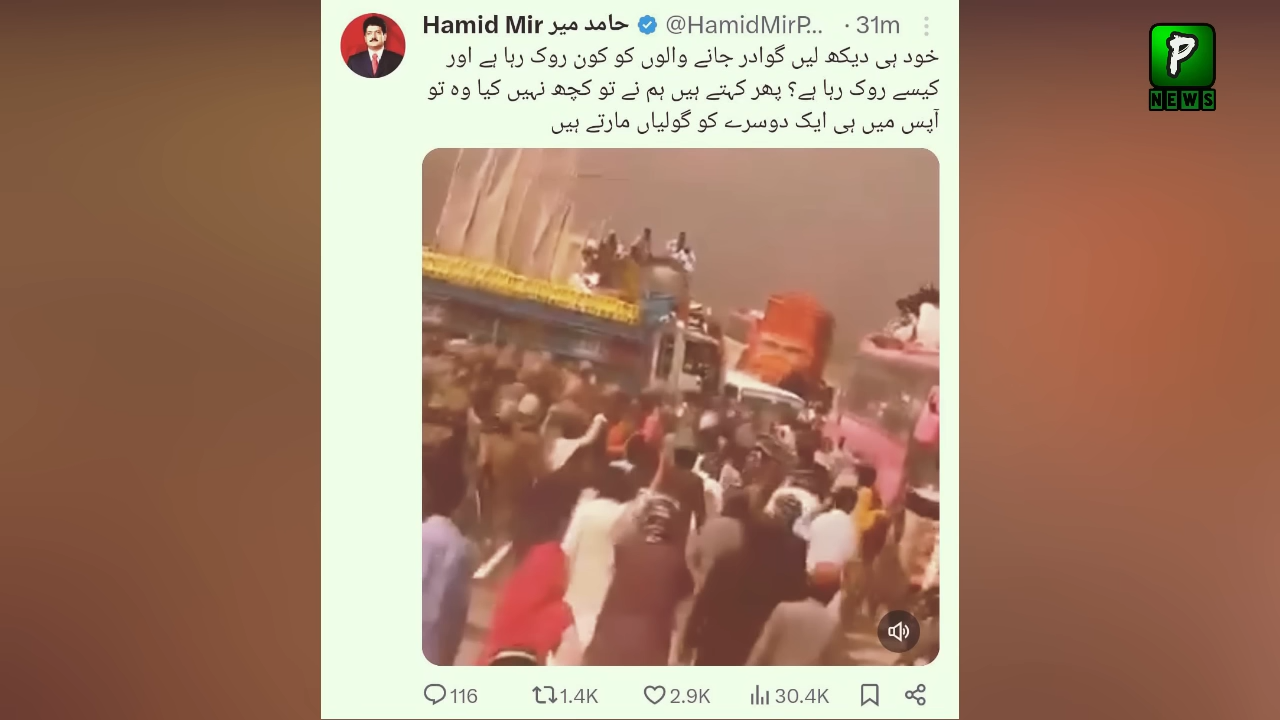 Hamid Mir حامد میر @HamidMirP... · 31m
خود ہی دیکھ لیں گوادر جانے والوں کو کون روک رہا ہے اور
کیسے روک رہا ہے؟ پھر کہتے ہیں ہم نے تو کچھ نہیں کیا وہ تو
آپس میں ہی ایک دوسرے کو گولیاں مارتے ہیں
116 1.4K 2.9K 30.4K
P
NEWS